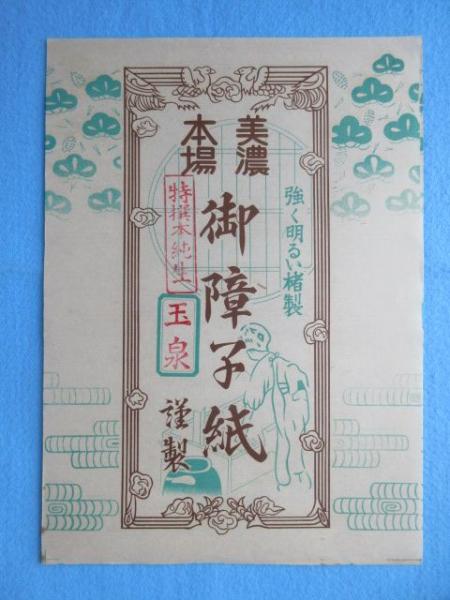 美濃
本場
強く明るい楮製
御障子紙
特撰本純生
玉泉
謹製